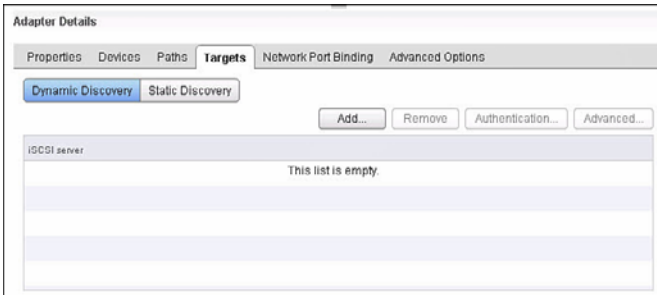 Adapter Details
Properties Devices Paths Targets Network Port Binding Advanced Options
Dynamic Discovery Static Discovery
Add... Remove Authentication... Advanced...
iSCSI server
This list is empty.